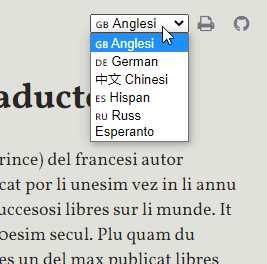 GB Anglesi
GB Anglesi
DE German
中文 Chinesi
ES Hispan
RU Russ
Esperanto
rince) del francesi autor
cat por li unesim vez in li annu
uccesosi libres sur li munde. It
esim secul. Plu quam du
es un del max publicat libres